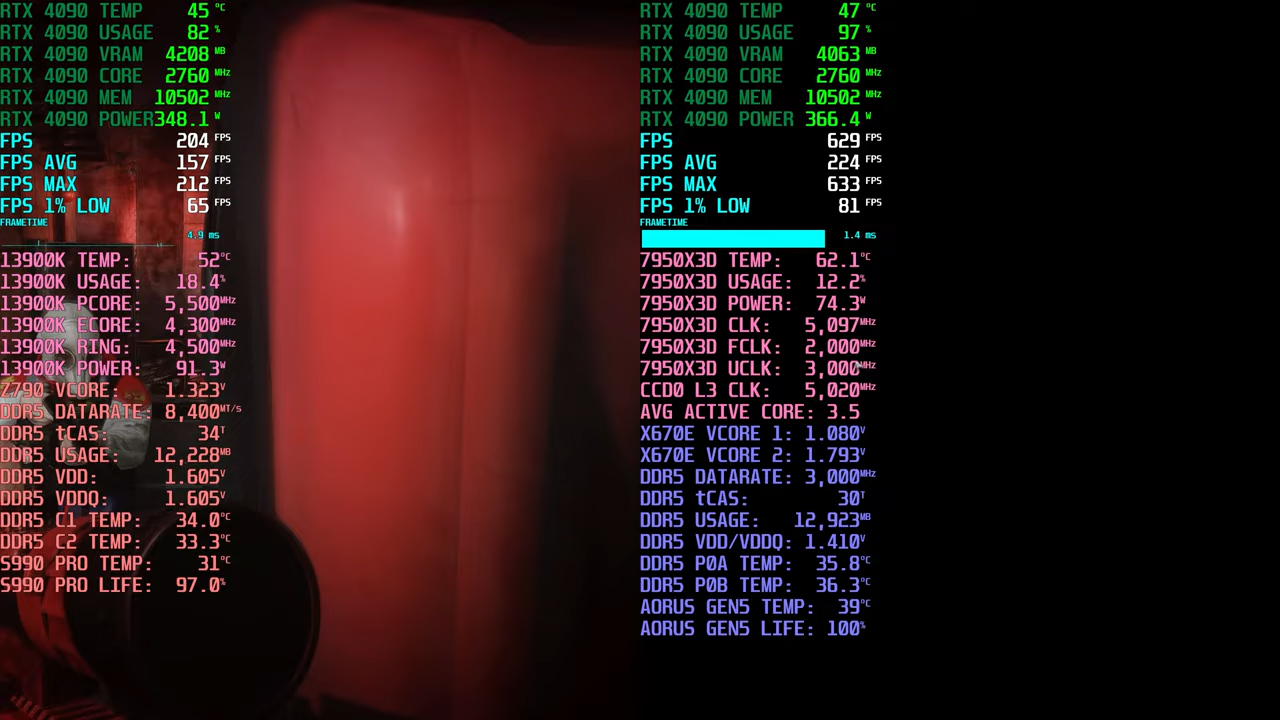 RTX 4090 TEMP 45 °C
RTX 4090 USAGE 82 %
RTX 4090 VRAM 4208 MB
RTX 4090 CORE 2760 MHz
RTX 4090 MEM 10502 MHz
RTX 4090 POWER348.1 W
FPS 204 FPS
FPS AVG 157 FPS
FPS MAX 212 FPS
FPS 1% LOW 65 FPS
FRAMETIME
4.9 ms
13900K TEMP: 52°C
13900K USAGE: 18.4%
13900K PCORE: 5,500MHz
13900K ECORE: 4,300MHz
13900K RING: 4,500MHz
13900K POWER: 91.3W
Z790 VCORE: 1.323V
DDR5 DATARATE: 8,400MT/s
DDR5 tCAS: 34T
DDR5 USAGE: 12,228MB
DDR5 VDD: 1.605V
DDR5 VDDQ: 1.605V
DDR5 C1 TEMP: 34.0°C
DDR5 C2 TEMP: 33.3°C
S990 PRO TEMP: 31°C
S990 PRO LIFE: 97.0%
RTX 4090 TEMP 47 °C
RTX 4090 USAGE 97 %
RTX 4090 VRAM 4063 MB
RTX 4090 CORE 2760 MHz
RTX 4090 MEM 10502 MHz
RTX 4090 POWER 366.4 W
FPS 629 FPS
FPS AVG 224 FPS
FPS MAX 633 FPS
FPS 1% LOW 81 FPS
FRAMETIME
1.4 ms
7950X3D TEMP: 62.1°C
7950X3D USAGE: 12.2%
7950X3D POWER: 74.3W
7950X3D CLK: 5,097MHz
7950X3D FCLK: 2,000MHz
7950X3D UCLK: 3,000MHz
CCD0 L3 CLK: 5,020MHz
AVG ACTIVE CORE: 3.5
X670E VCORE 1: 1.080V
X670E VCORE 2: 1.793V
DDR5 DATARATE: 3,000MHz
DDR5 tCAS: 30T
DDR5 USAGE: 12,923MB
DDR5 VDD/VDDQ: 1.410V
DDR5 P0A TEMP: 35.8°C
DDR5 P0B TEMP: 36.3°C
AORUS GEN5 TEMP: 39°C
AORUS GEN5 LIFE: 100%